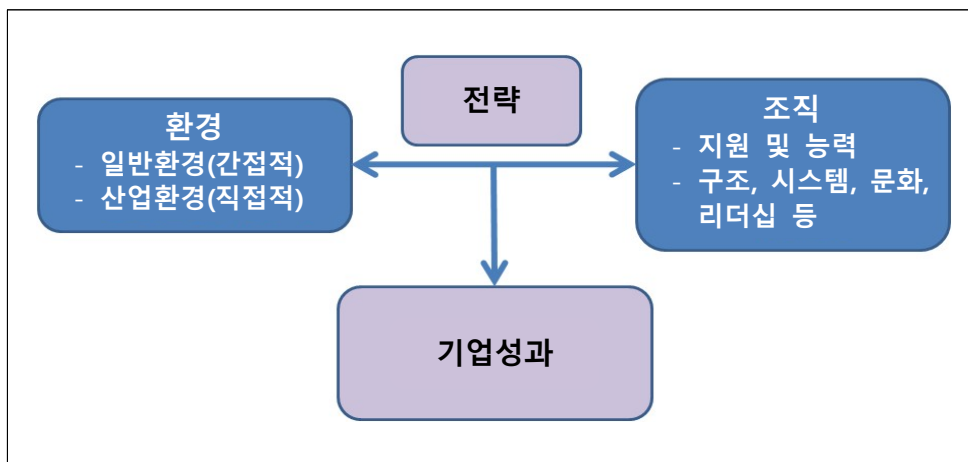 전략
환경
- 일반환경(간접적)
- 산업환경(직접적)
조직
- 지원 및 능력
- 구조, 시스템, 문화,
리더십 등
기업성과